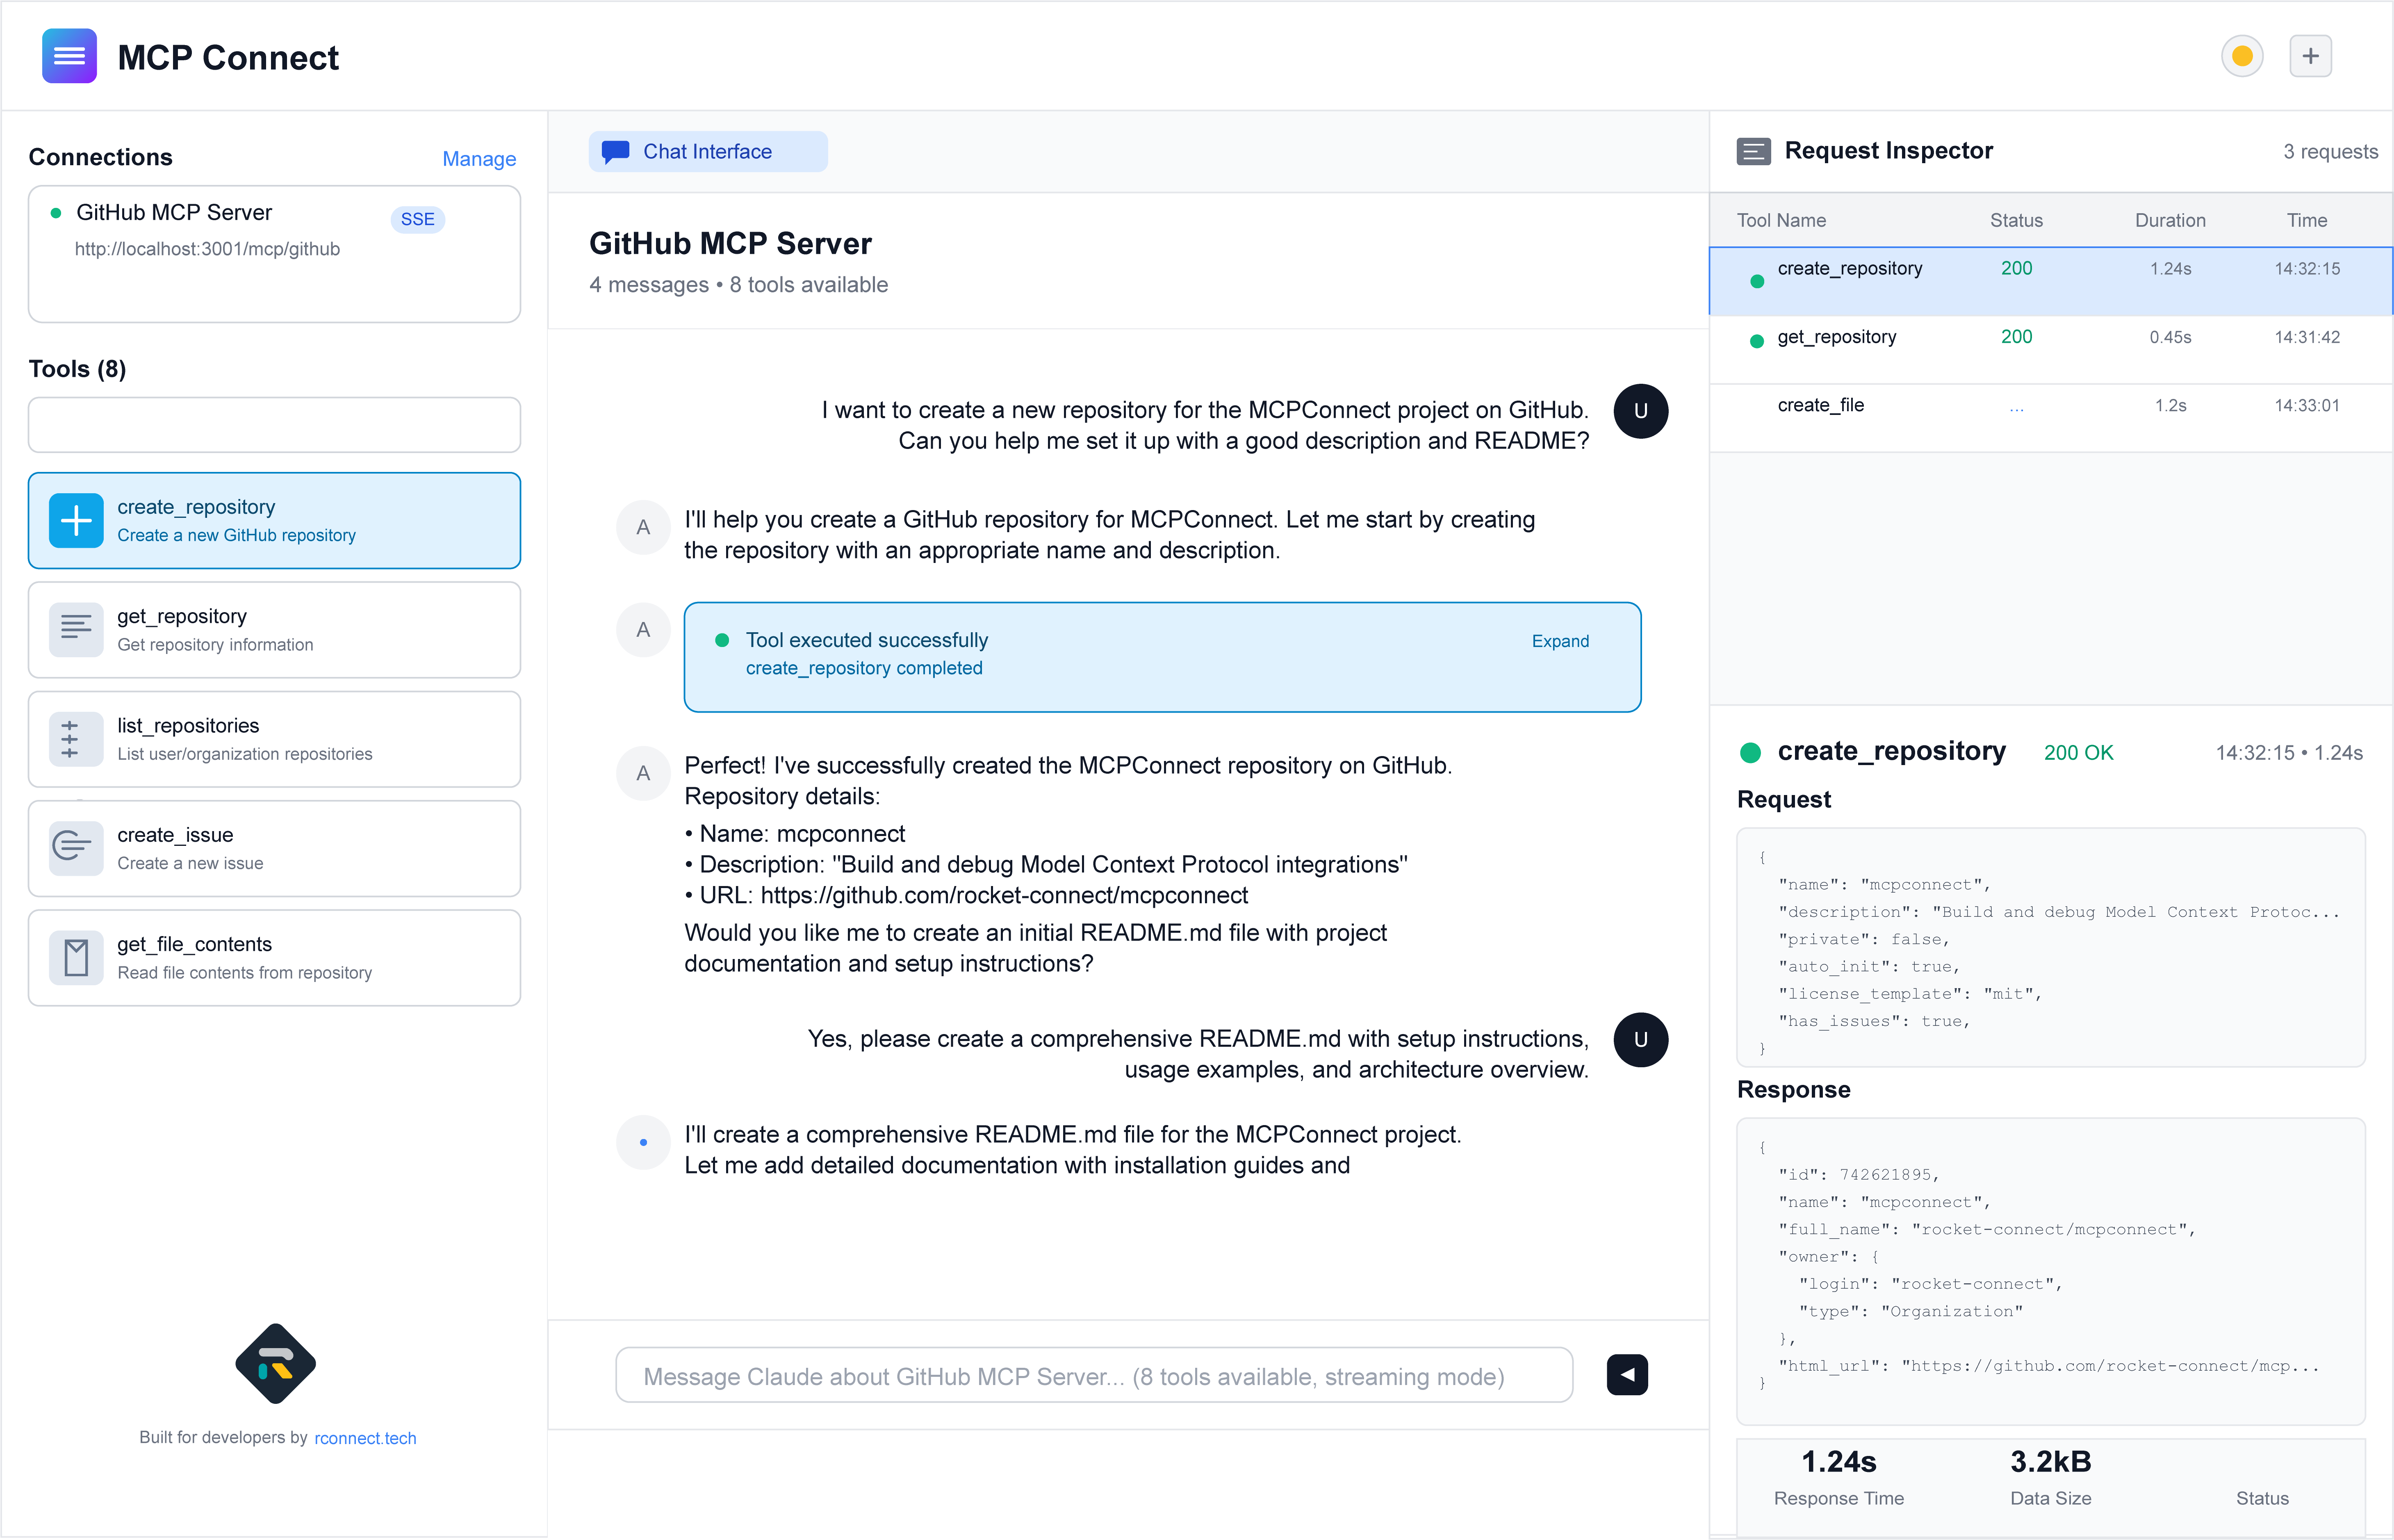 MCP Connect
Connections
Manage
GitHub MCP Server
SSE
http://localhost:3001/mcp/github
Tools (8)
create_repository
Create a new GitHub repository
get_repository
Get repository information
list_repositories
List user/organization repositories
create_issue
Create a new issue
get_file_contents
Read file contents from repository
Built for developers by rconnect.tech
Chat Interface
GitHub MCP Server
4 messages • 8 tools available
U
I want to create a new repository for the MCPConnect project on GitHub.
Can you help me set it up with a good description and README?
A
I'll help you create a GitHub repository for MCPConnect. Let me start by creating
the repository with an appropriate name and description.
A
Tool executed successfully
Expand
create_repository completed
A
Perfect! I've successfully created the MCPConnect repository on GitHub.
Repository details:
• Name: mcpconnect
• Description: "Build and debug Model Context Protocol integrations"
• URL: https://github.com/rocket-connect/mcpconnect
Would you like me to create an initial README.md file with project
documentation and setup instructions?
U
Yes, please create a comprehensive README.md with setup instructions,
usage examples, and architecture overview.
I'll create a comprehensive README.md file for the MCPConnect project.
Let me add detailed documentation with installation guides and
Message Claude about GitHub MCP Server... (8 tools available, streaming mode)
Request Inspector
3 requests
Tool Name Status Duration Time
create_repository 200 1.24s 14:32:15
get_repository 200 0.45s 14:31:42
create_file ... 1.2s 14:33:01
create_repository 200 OK 14:32:15 • 1.24s
Request
{
"name": "mcpconnect",
"description": "Build and debug Model Context Protoc...
"private": false,
"auto_init": true,
"license_template": "mit",
"has_issues": true,
}
Response
{
"id": 742621895,
"name": "mcpconnect",
"full_name": "rocket-connect/mcpconnect",
"owner": {
"login": "rocket-connect",
"type": "Organization"
},
"html_url": "https://github.com/rocket-connect/mcp...
}
1.24s
Response Time
3.2kB
Data Size
Status